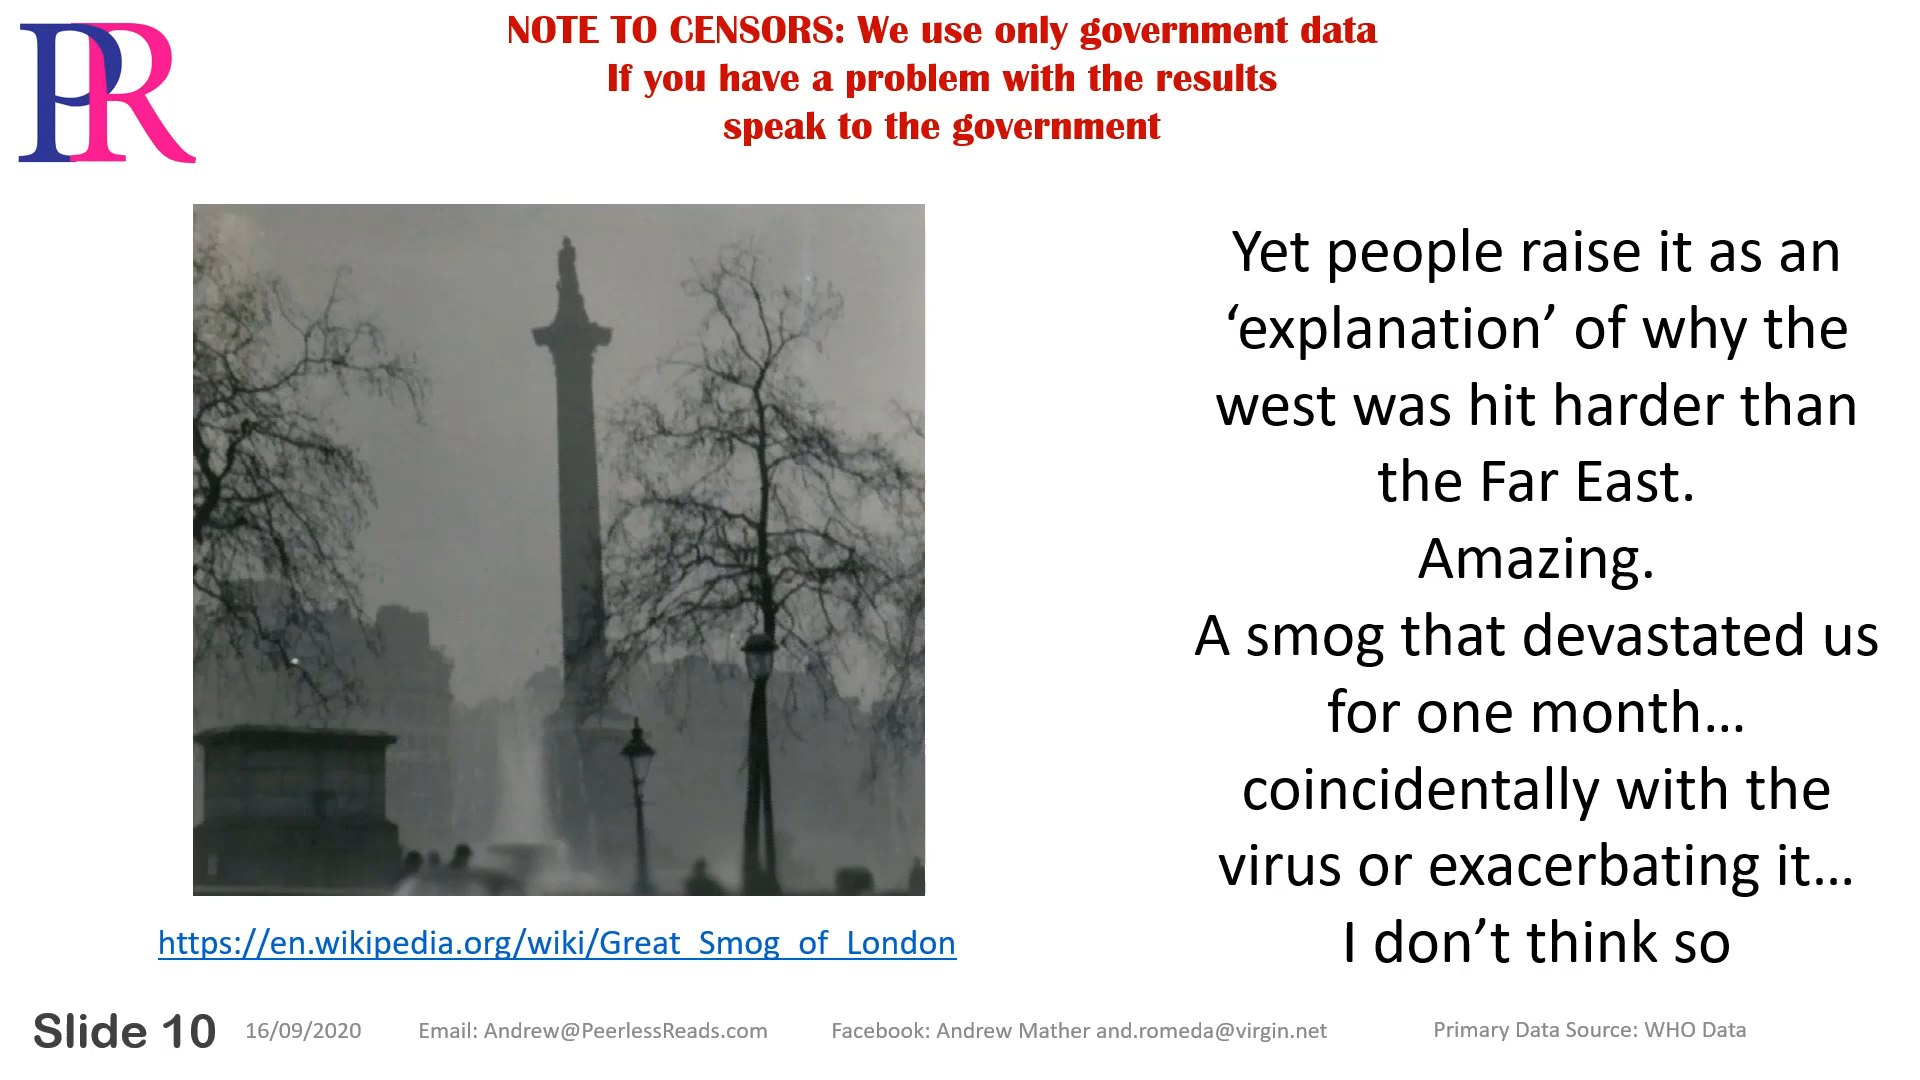 PR
NOTE TO CENSORS: We use only government data
If you have a problem with the results
speak to the government
Yet people raise it as an
‘explanation’ of why the
west was hit harder than
the Far East.
Amazing.
A smog that devastated us
for one month…
coincidentally with the
virus or exacerbating it…
I don’t think so
https://en.wikipedia.org/wiki/Great_Smog_of_London
Slide 10 16/09/2020 Email: Andrew@PeerlessReads.com Facebook: Andrew Mather and.romeda@virgin.net Primary Data Source: WHO Data